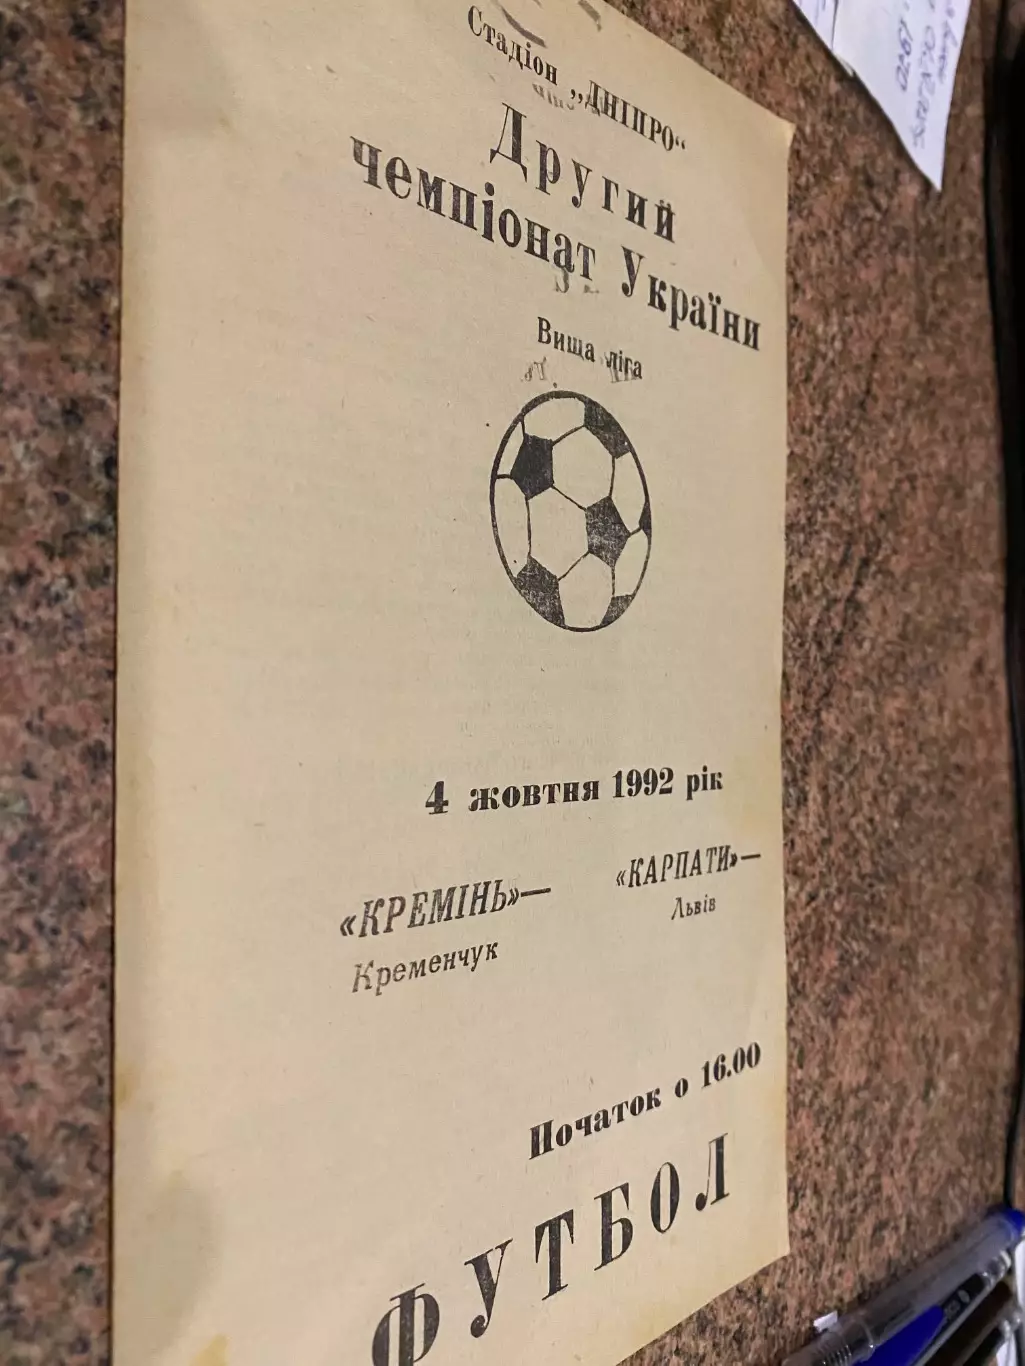 Стадіон „ДНІПРО“
Другий
чемпіонат України
Вища ліга
4 жовтня 1992 рік
«КРЕМІНЬ»— «КАРПАТИ»—
Кременчук Львів
Початок о 16.00
ФУТБОЛ